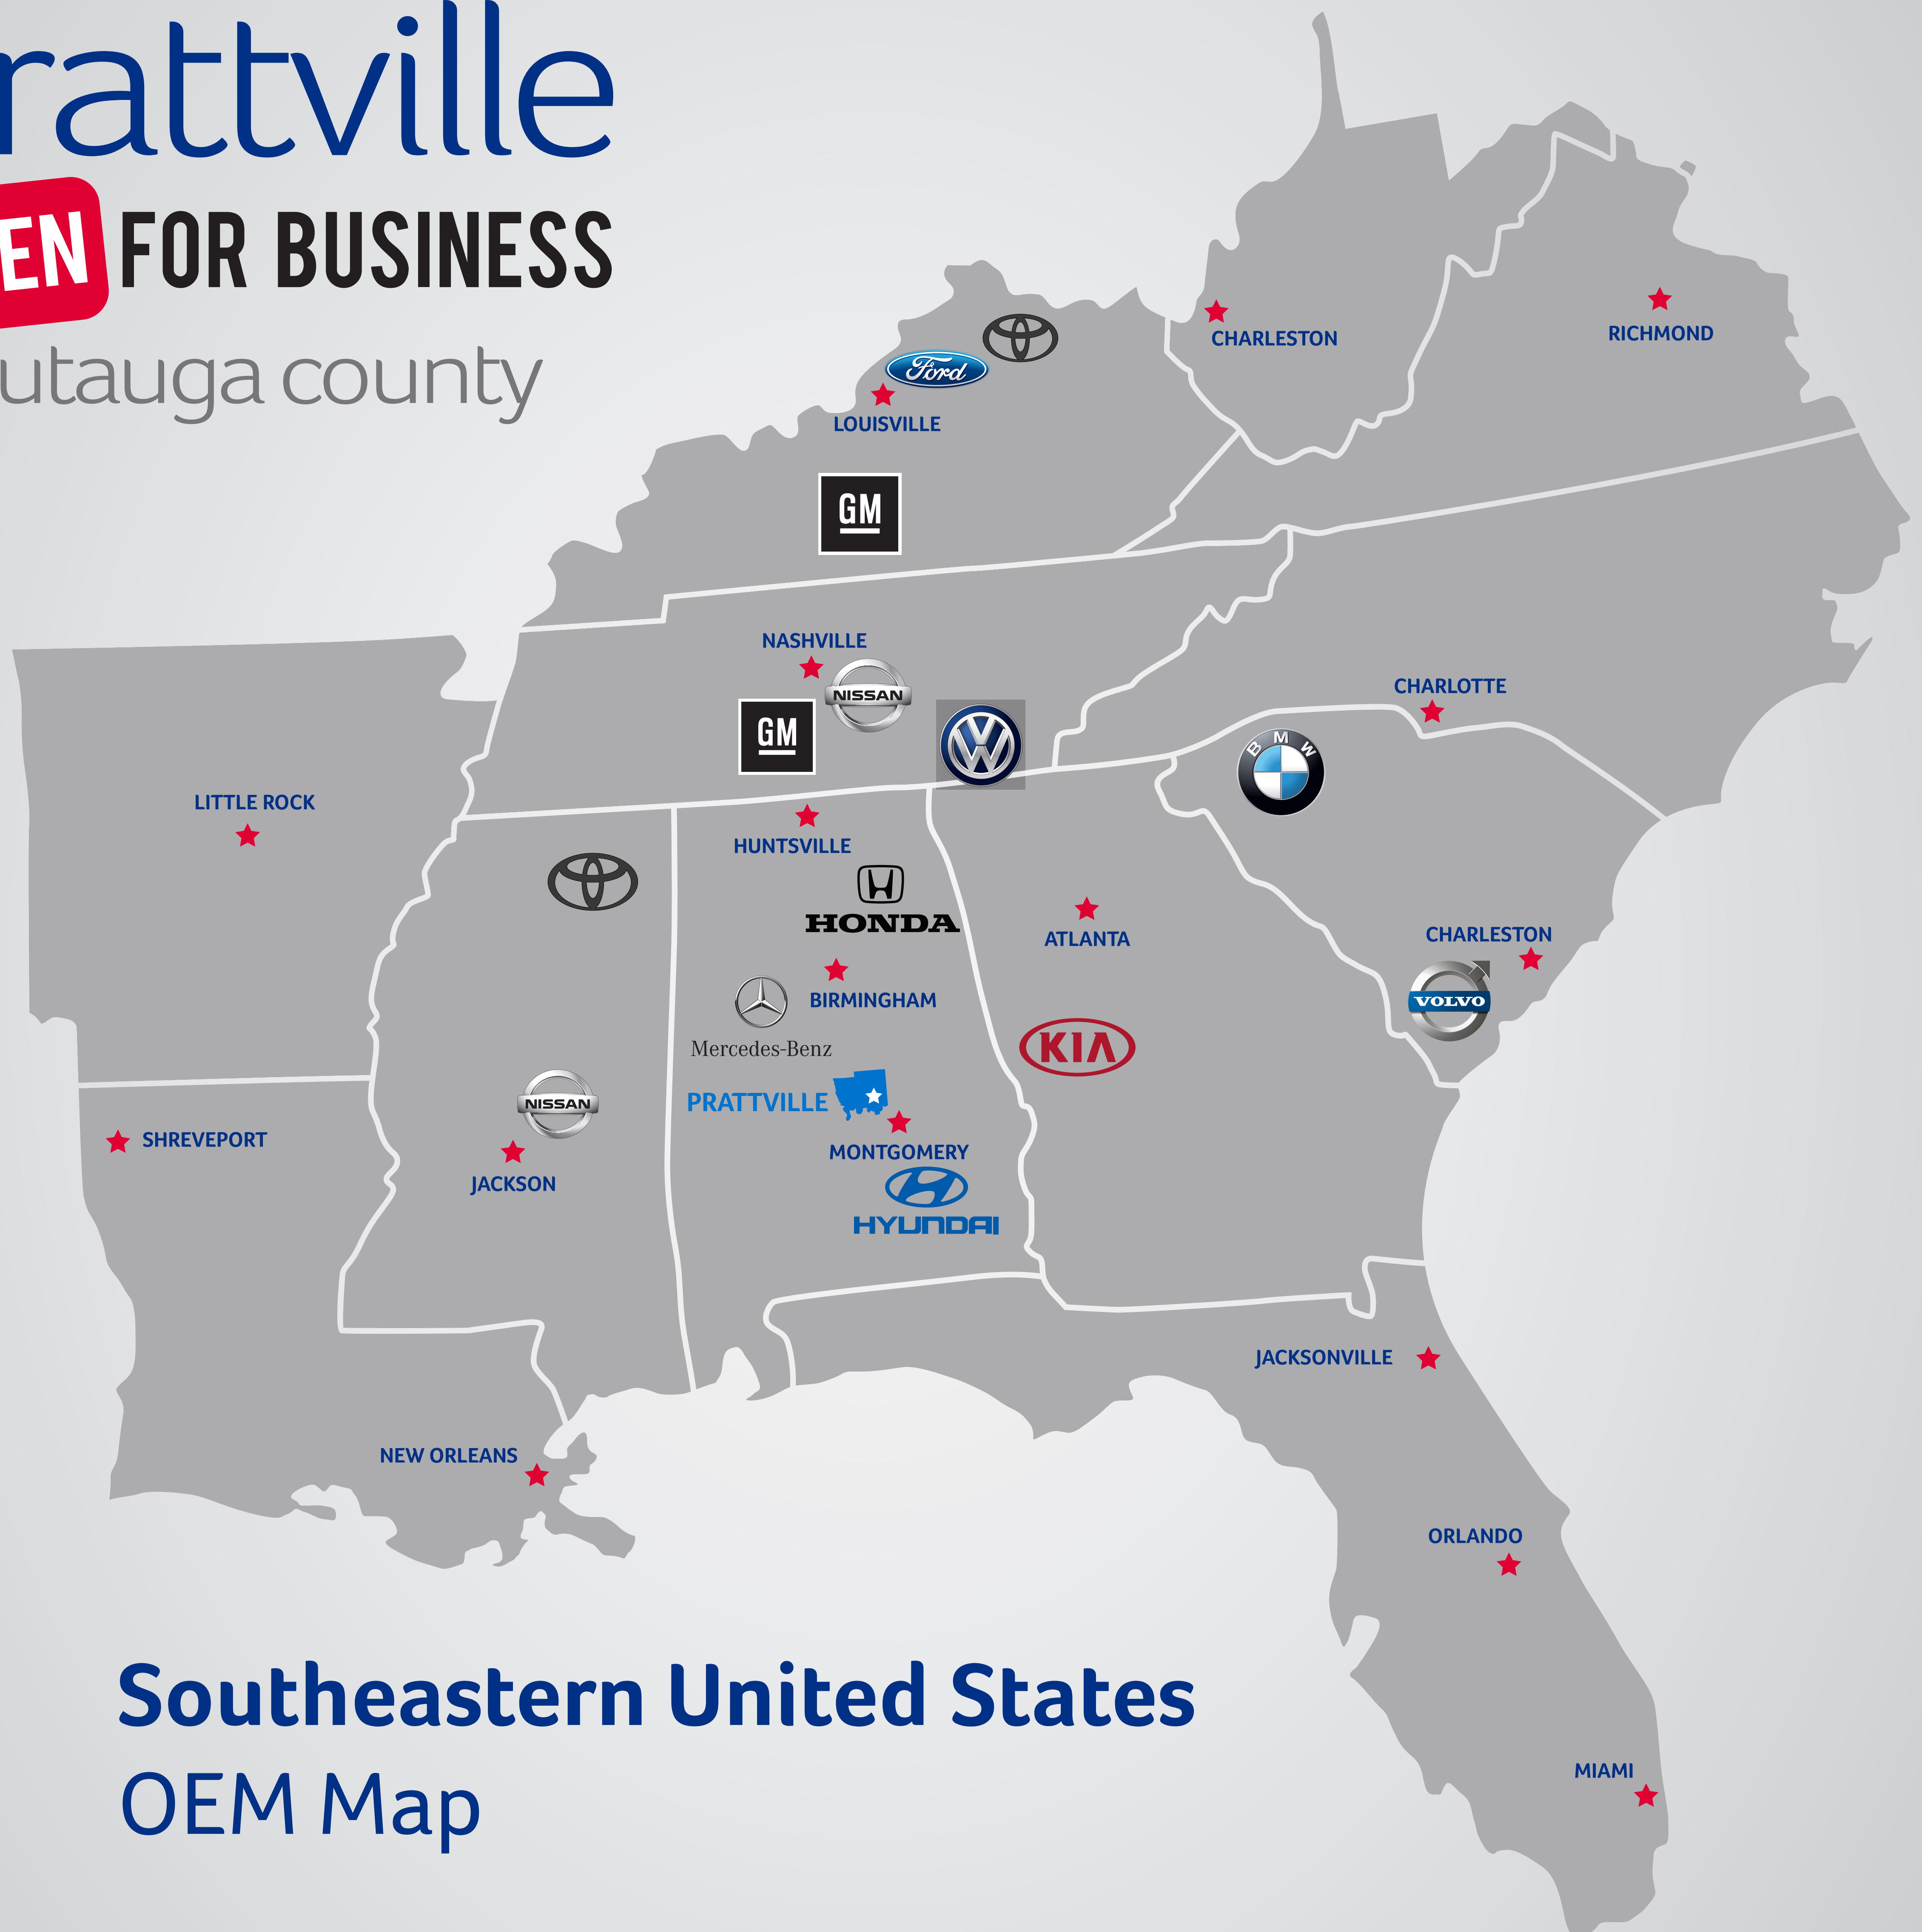 rattville
EN FOR BUSINESS
utauga county
CHARLESTON
RICHMOND
Ford
LOUISVILLE
GM
NASHVILLE
NISSAN
GM
CHARLOTTE
BMW
LITTLE ROCK
HUNTSVILLE
HONDA
ATLANTA
CHARLESTON
BIRMINGHAM
VOLVO
Mercedes-Benz
KIA
PRATTVILLE
NISSAN
SHREVEPORT
MONTGOMERY
JACKSON
HYUNDAI
JACKSONVILLE
NEW ORLEANS
ORLANDO
Southeastern United States
MIAMI
OEM Map